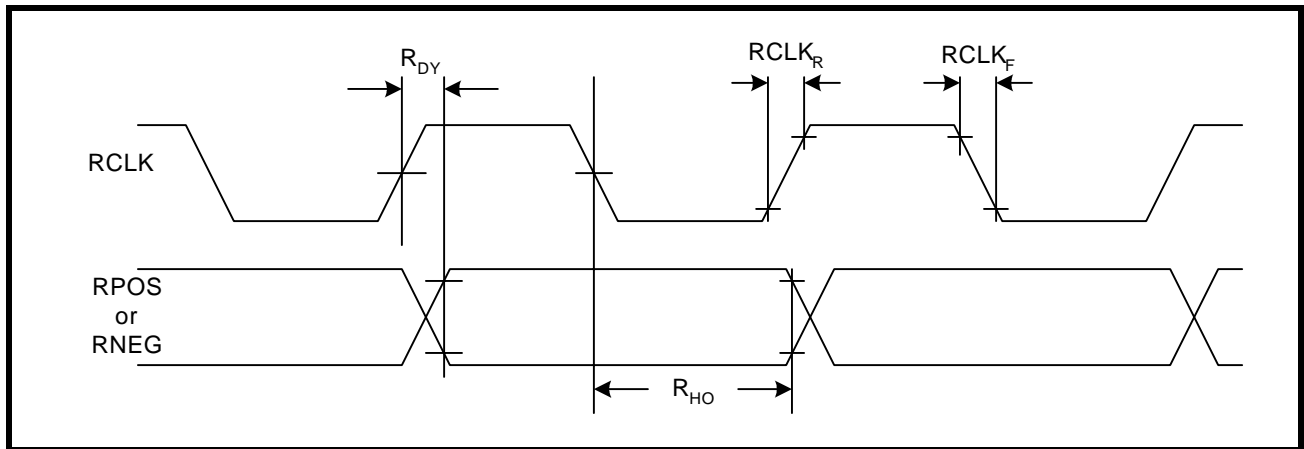 R_DY
RCLK_R
RCLK_F
RCLK
RPOS
or
RNEG
R_HO